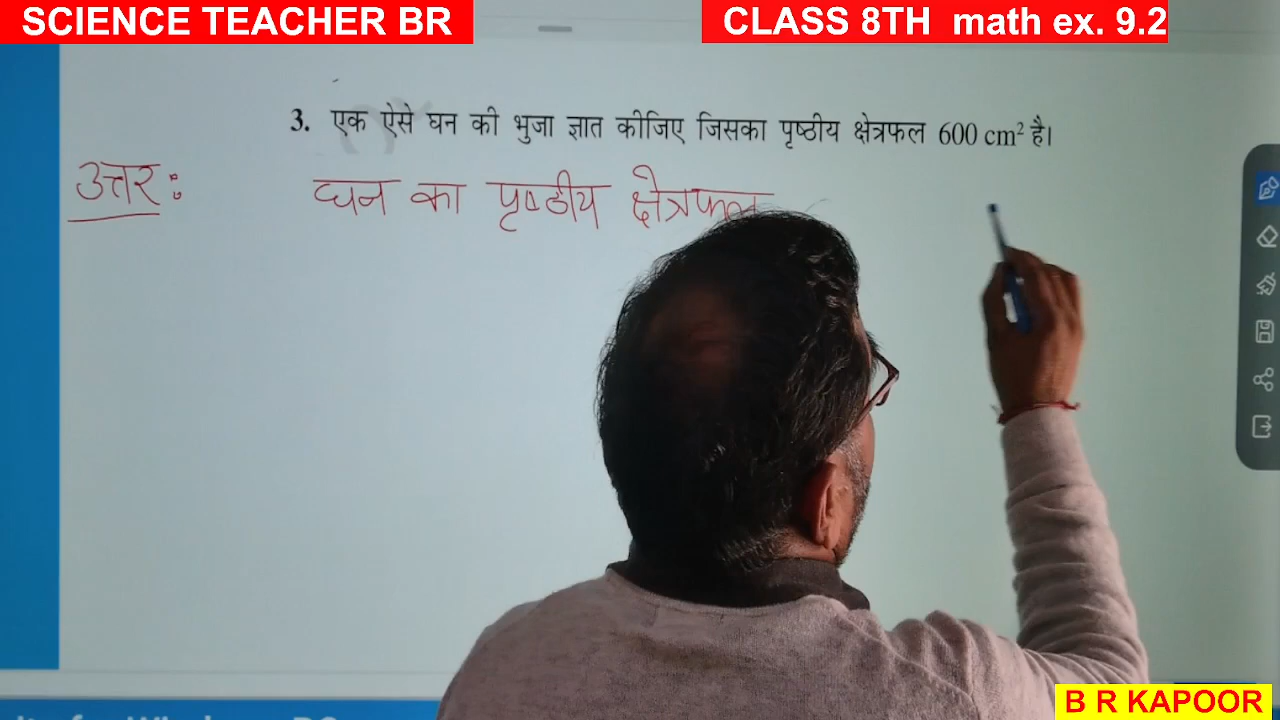 SCIENCE TEACHER BR
CLASS 8TH math ex. 9.2
3. एक ऐसे घन की भुजा ज्ञात कीजिए जिसका पृष्ठीय क्षेत्रफल 600 cm² है।
उत्तर :
घन का पृष्ठीय क्षेत्रफल
B R KAPOOR